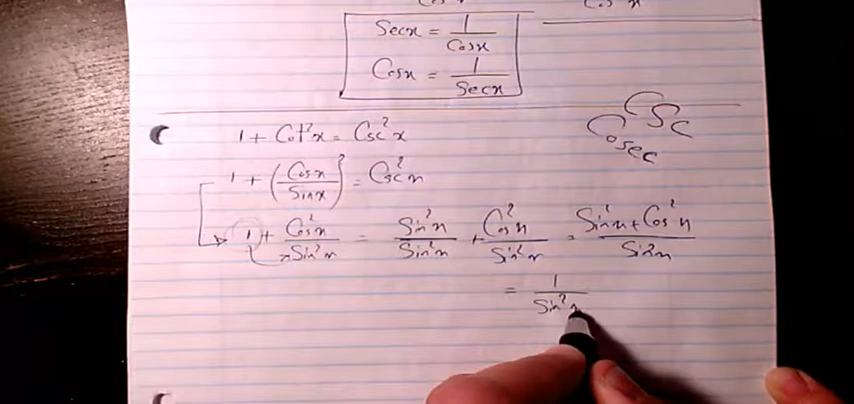 Secx = 1/Cosx
Cosx = 1/Secx
1 + Cot²x = Csc²x
CSC
Cosec
1 + (Cosx/Sinx)² = Csc²x
1 + Cos²x/Sin²x = Sin²x/Sin²x + Cos²x/Sin²x = Sin²x + Cos²x/Sin²x
= 1/Sin²x